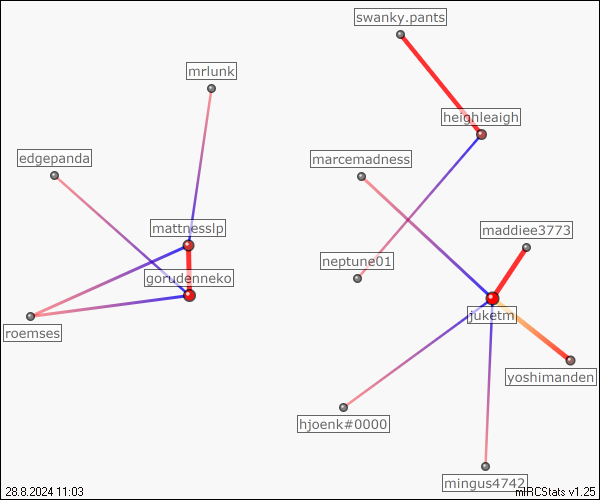 swanky.pants
mrlunk
heighleaigh
edgepanda
marcemadness
mattnesslp
maddiee3773
neptune01
gorudenneko
juketm
roemses
yoshimanden
hjoenk#0000
mingus4742
28.8.2024 11:03
mIRCStats v1.25